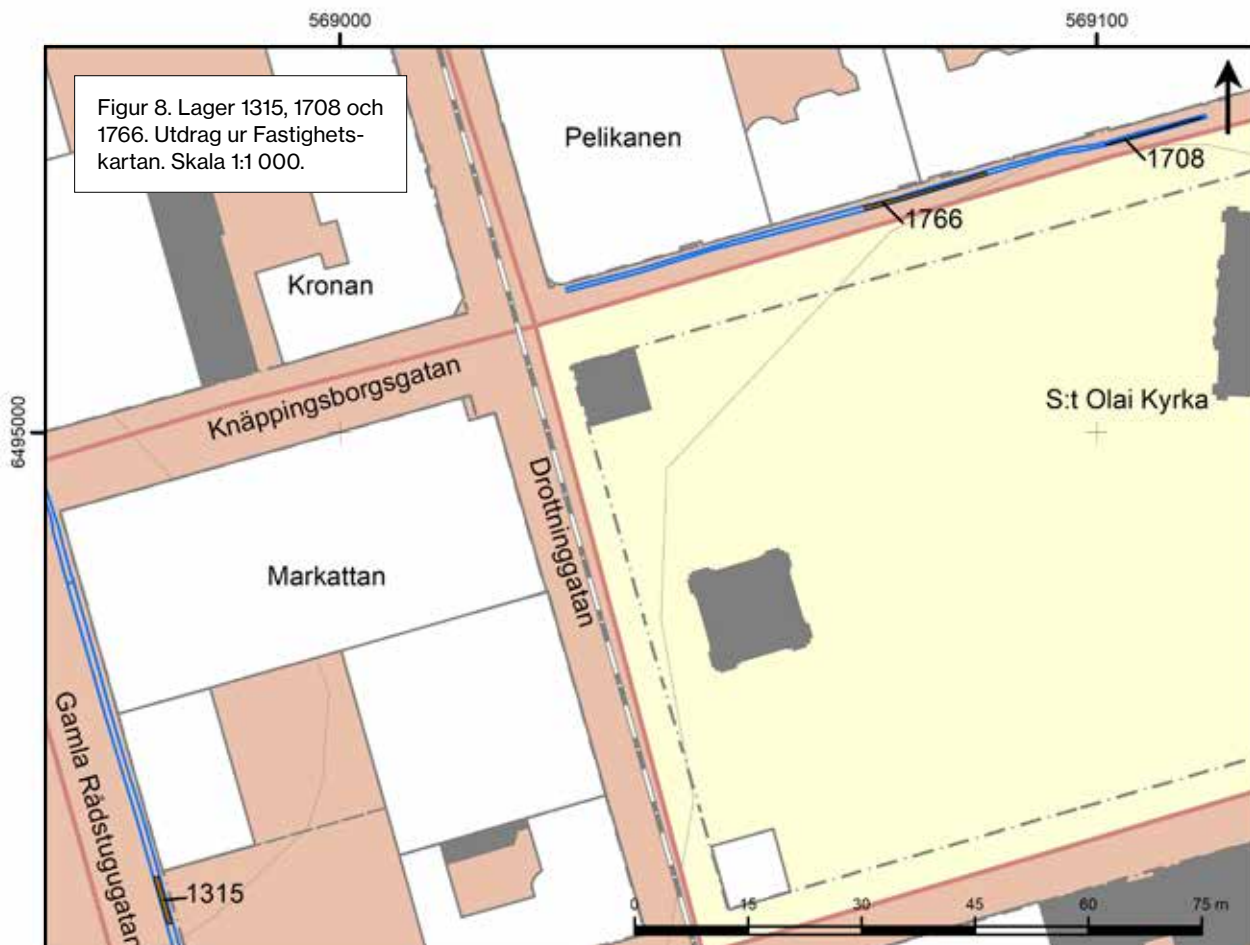 569000
569100
Figur 8. Lager 1315, 1708 och
1766. Utdrag ur Fastighets-
kartan. Skala 1:1 000.
Pelikanen
1708
1766
Kronan
Knäppingsborgsgatan
S:t Olai Kyrka
6495000
Drottninggatan
Markattan
Gamla Rådstugugatan
1315
0 15 30 45 60 75 m